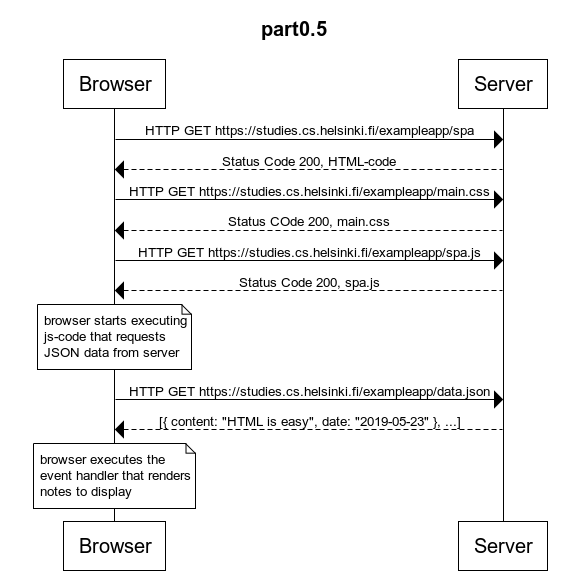 part0.5
Browser Server
HTTP GET https://studies.cs.helsinki.fi/exampleapp/spa
Status Code 200, HTML-code
HTTP GET https://studies.cs.helsinki.fi/exampleapp/main.css
Status COde 200, main.css
HTTP GET https://studies.cs.helsinki.fi/exampleapp/spa.js
Status Code 200, spa.js
browser starts executing
js-code that requests
JSON data from server
HTTP GET https://studies.cs.helsinki.fi/exampleapp/data.json
[{ content: "HTML is easy", date: "2019-05-23" }, ...]
browser executes the
event handler that renders
notes to display
Browser Server